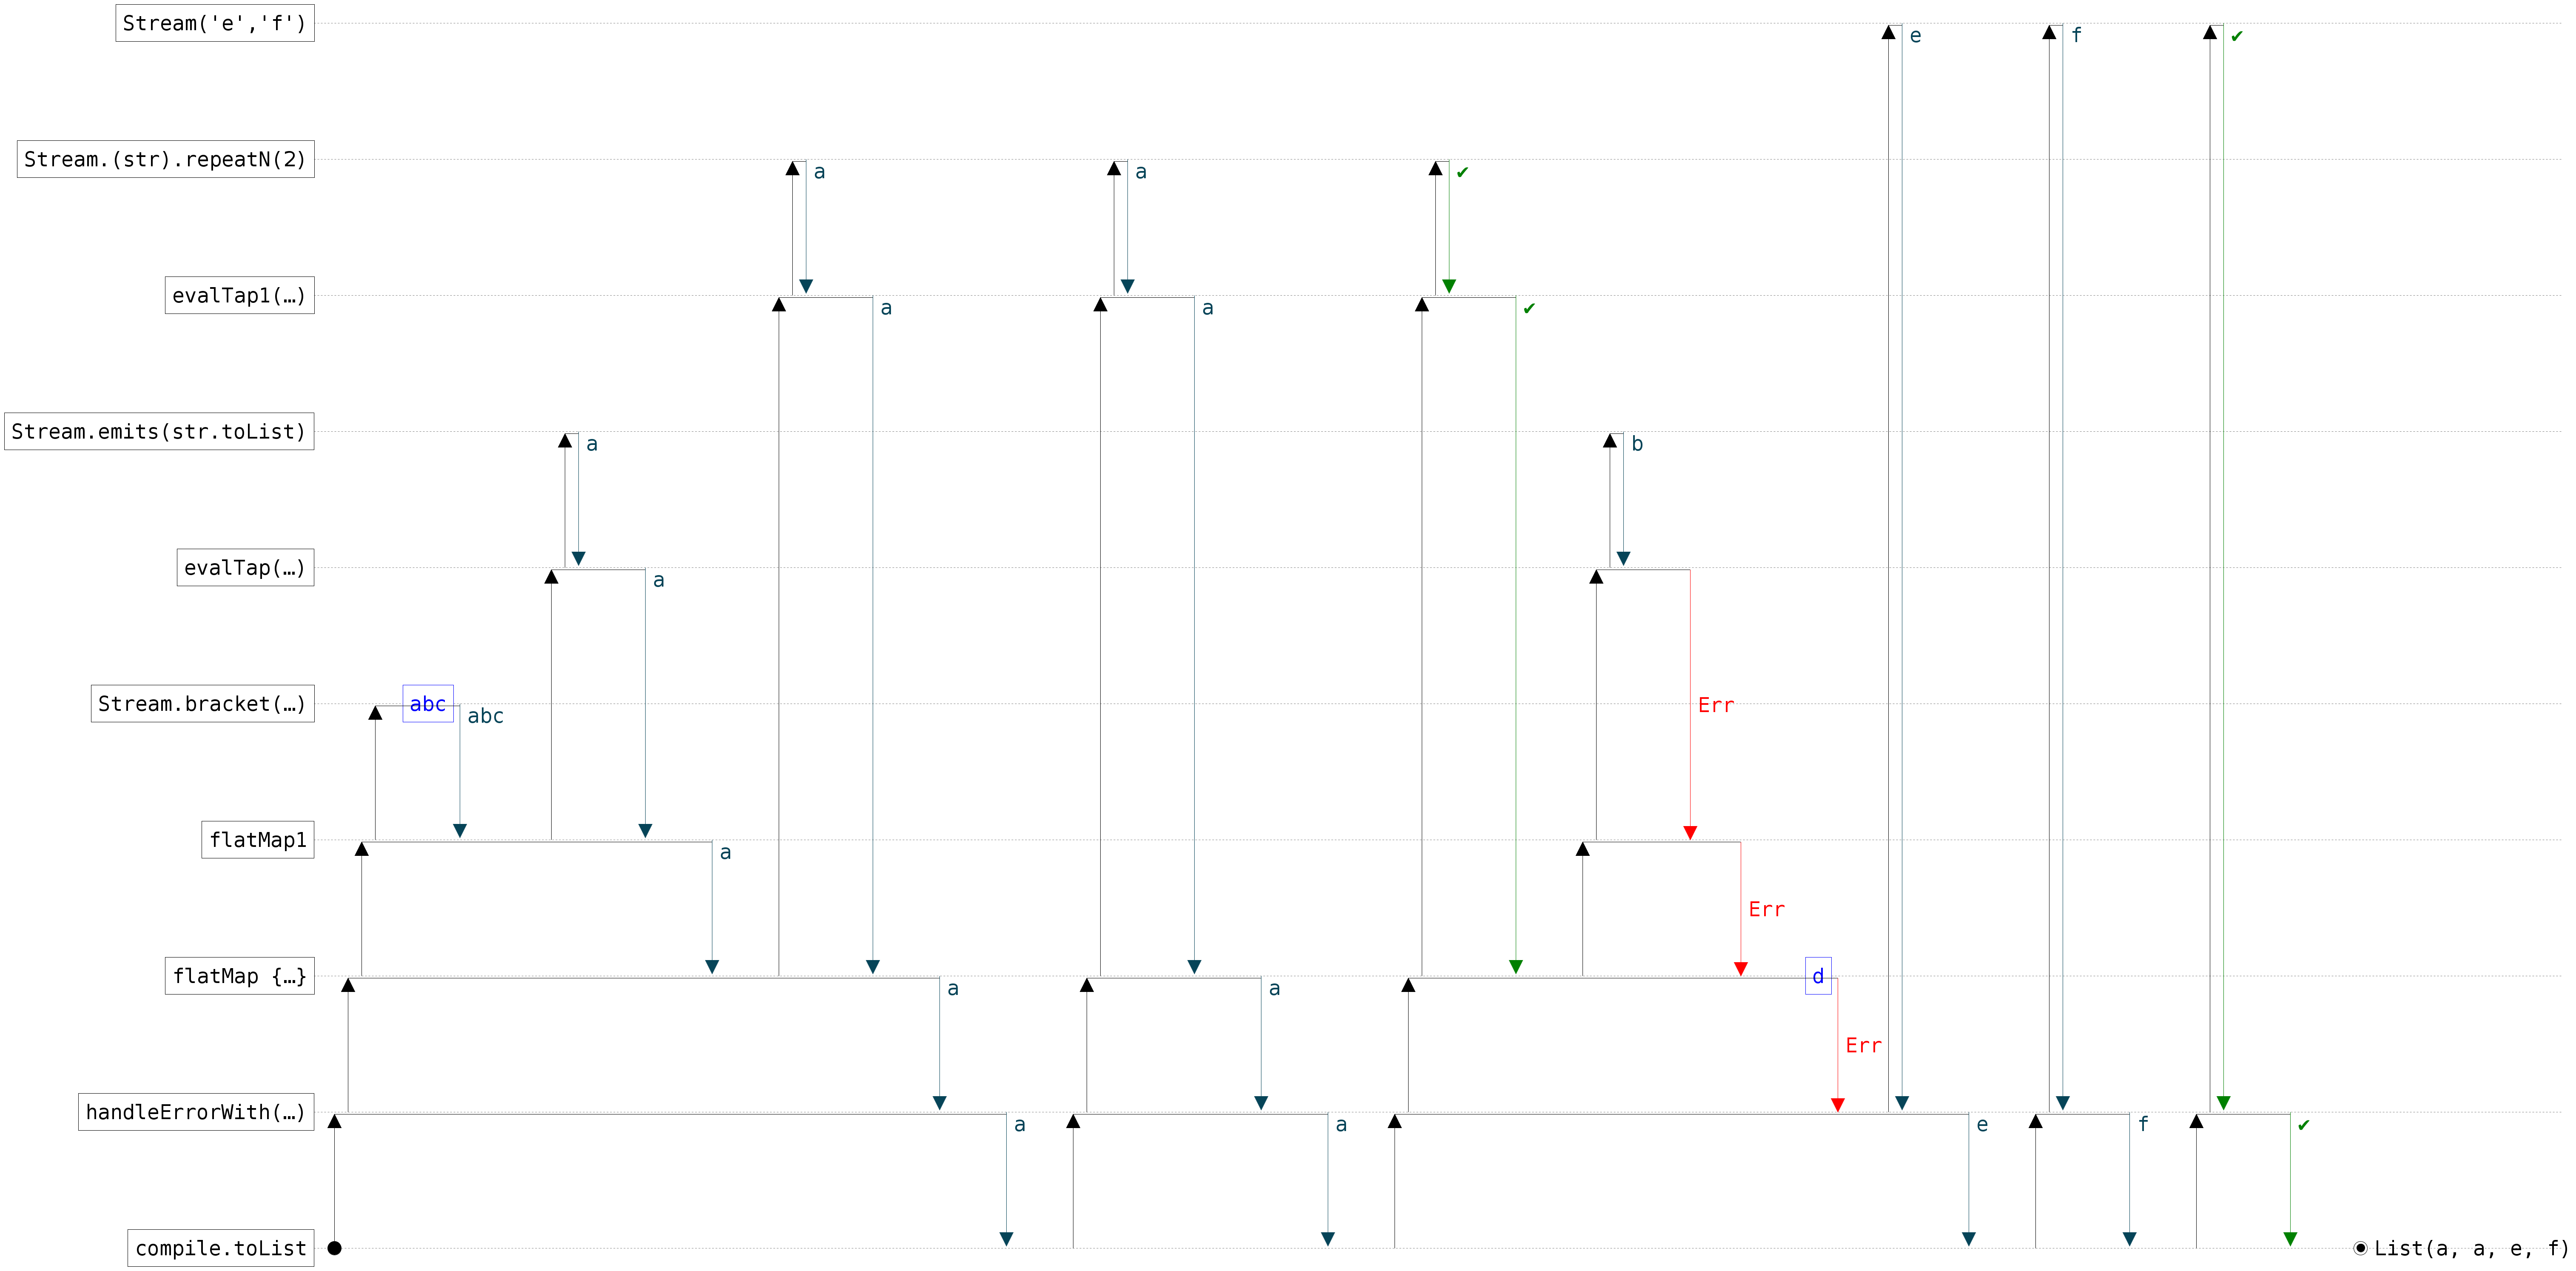 Stream('e','f')
e
f
✔
Stream.(str).repeatN(2)
a
a
✔
evalTap1(…)
a
a
✔
Stream.emits(str.toList)
a
b
evalTap(…)
a
Stream.bracket(…)
abc
abc
Err
flatMap1
a
Err
flatMap {…}
a
a
d
Err
handleErrorWith(…)
a
a
e
f
✔
compile.toList
List(a, a, e, f)